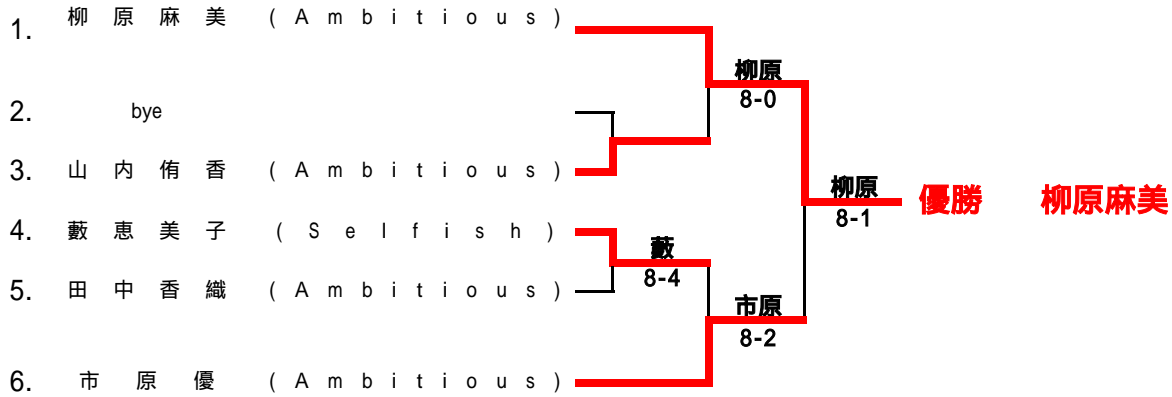 1. 柳原麻美 (Ambitious)
柳原
8-0
2. bye
3. 山内侑香 (Ambitious)
柳原
8-1
優勝 柳原麻美
4. 藪恵美子 (Selfish)
藪
8-4
5. 田中香織 (Ambitious)
市原
8-2
6. 市原優 (Ambitious)